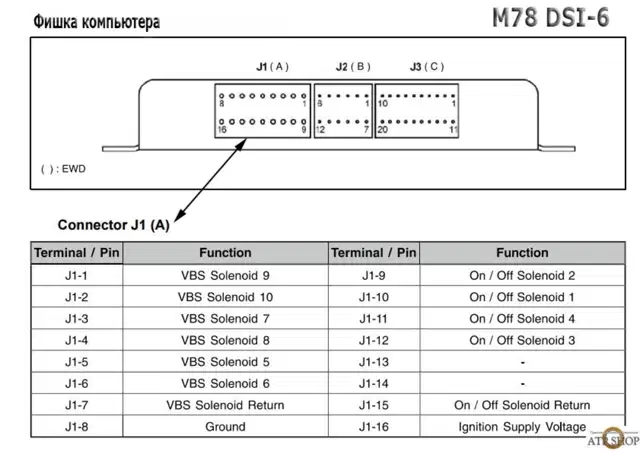 Фишка компьютера
M78 DSI-6
J1 ( A ) J2 ( B ) J3 ( C )
8 1 6 1 10 1
16 9 12 7 20 11
( ) : EWD
Connector J1 (A)
Terminal / Pin Function Terminal / Pin Function
J1-1 VBS Solenoid 9 J1-9 On / Off Solenoid 2
J1-2 VBS Solenoid 10 J1-10 On / Off Solenoid 1
J1-3 VBS Solenoid 7 J1-11 On / Off Solenoid 4
J1-4 VBS Solenoid 8 J1-12 On / Off Solenoid 3
J1-5 VBS Solenoid 5 J1-13 -
J1-6 VBS Solenoid 6 J1-14 -
J1-7 VBS Solenoid Return J1-15 On / Off Solenoid Return
J1-8 Ground J1-16 Ignition Supply Voltage
ATP SHOP